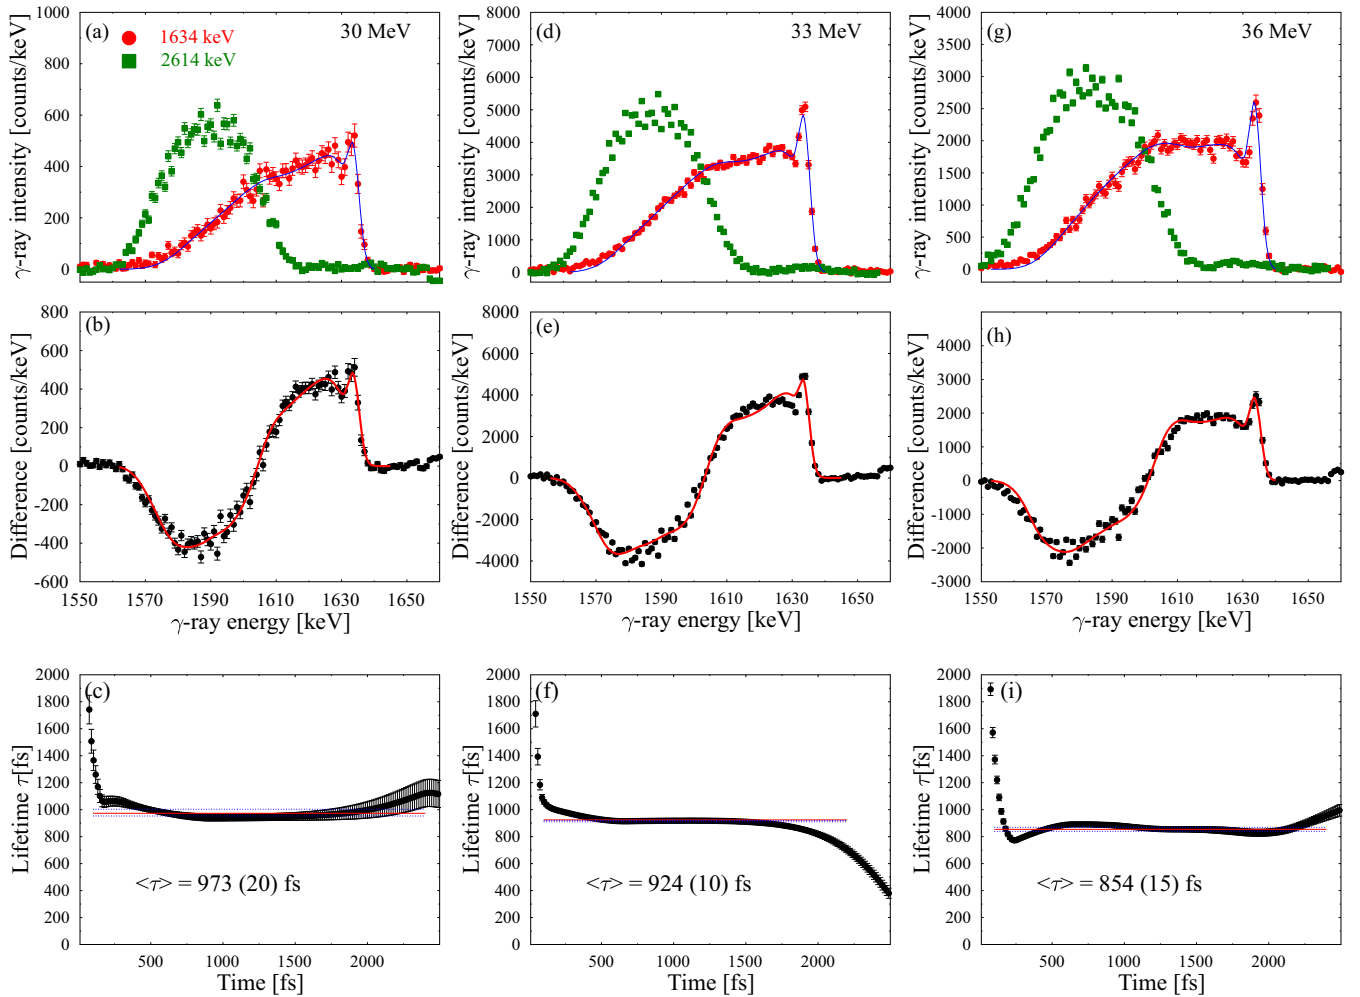 (a)
30 MeV
1634 keV
2614 keV
γ-ray intensity [counts/keV]
1000
800
600
400
200
0
(d)
33 MeV
γ-ray intensity [counts/keV]
8000
7000
6000
5000
4000
3000
2000
1000
0
(g)
36 MeV
γ-ray intensity [counts/keV]
4000
3500
3000
2500
2000
1500
1000
500
0
(b)
Difference [counts/keV]
800
600
400
200
0
-200
-400
-600
1550 1570 1590 1610 1630 1650
γ-ray energy [keV]
(e)
Difference [counts/keV]
8000
6000
4000
2000
0
-2000
-4000
1550 1570 1590 1610 1630 1650
γ-ray energy [keV]
(h)
Difference [counts/keV]
4000
3000
2000
1000
0
-1000
-2000
-3000
1550 1570 1590 1610 1630 1650
γ-ray energy [keV]
(c)
Lifetime τ[fs]
2000
1800
1600
1400
1200
1000
800
600
400
200
0
<τ> = 973 (20) fs
500 1000 1500 2000
Time [fs]
(f)
Lifetime τ[fs]
2000
1800
1600
1400
1200
1000
800
600
400
200
0
<τ> = 924 (10) fs
500 1000 1500 2000
Time [fs]
(i)
Lifetime τ[fs]
2000
1800
1600
1400
1200
1000
800
600
400
200
0
<τ> = 854 (15) fs
500 1000 1500 2000
Time [fs]